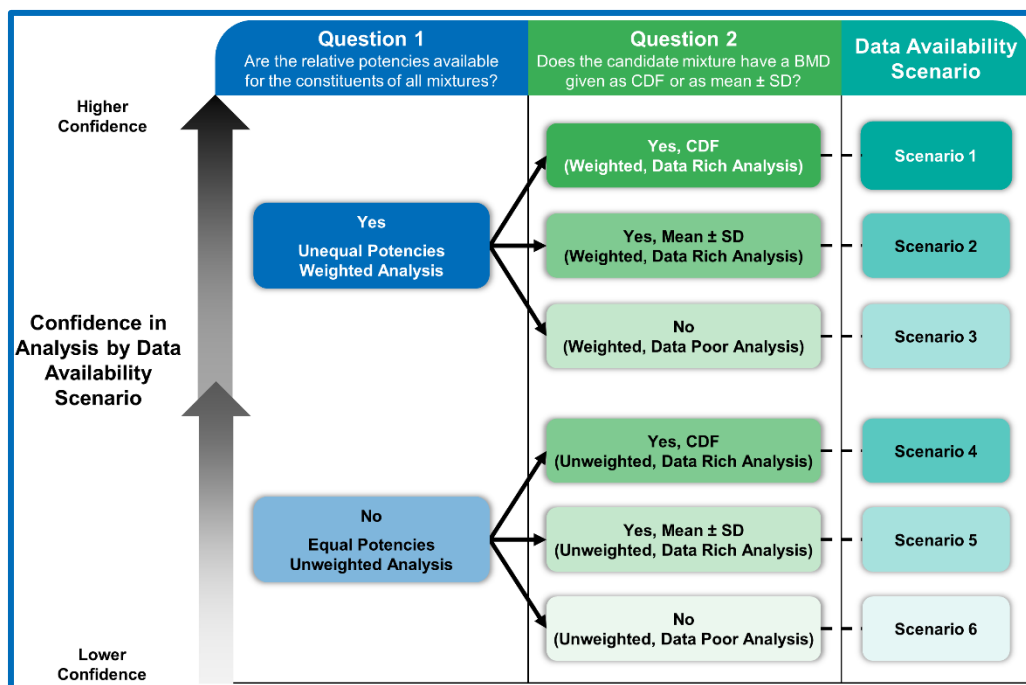 Question 1
Are the relative potencies available
for the constituents of all mixtures?
Question 2
Does the candidate mixture have a BMD
given as CDF or as mean ± SD?
Data Availability
Scenario
Higher
Confidence
Confidence in
Analysis by Data
Availability
Scenario
Lower
Confidence
Yes
Unequal Potencies
Weighted Analysis
Yes, CDF
(Weighted, Data Rich Analysis)
Scenario 1
Yes, Mean ± SD
(Weighted, Data Rich Analysis)
Scenario 2
No
(Weighted, Data Poor Analysis)
Scenario 3
No
Equal Potencies
Unweighted Analysis
Yes, CDF
(Unweighted, Data Rich Analysis)
Scenario 4
Yes, Mean ± SD
(Unweighted, Data Rich Analysis)
Scenario 5
No
(Unweighted, Data Poor Analysis)
Scenario 6